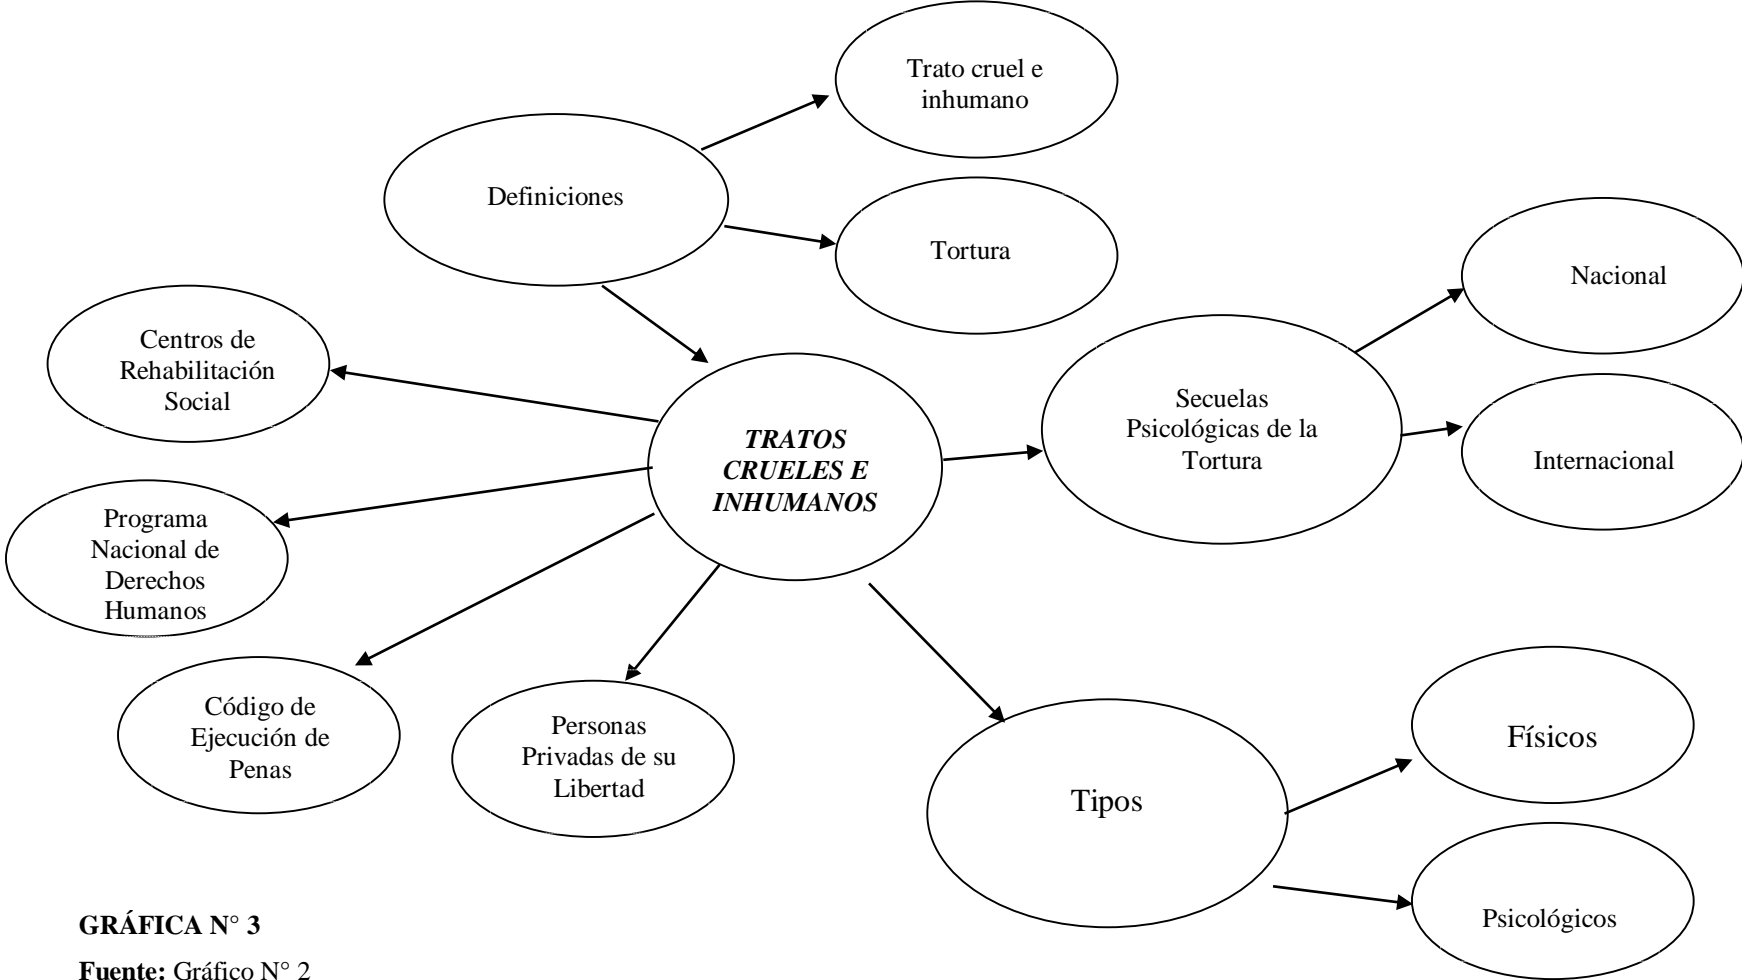 Trato cruel e
inhumano
Definiciones
Tortura
Nacional
Centros de
Rehabilitación
Social
Secuelas
Psicológicas de la
Tortura
TRATOS
CRUELES E
INHUMANOS
Internacional
Programa
Nacional de
Derechos
Humanos
Código de
Ejecución de
Penas
Personas
Privadas de su
Libertad
Tipos
Físicos
Psicológicos
GRÁFICA N° 3
Fuente: Gráfico N° 2